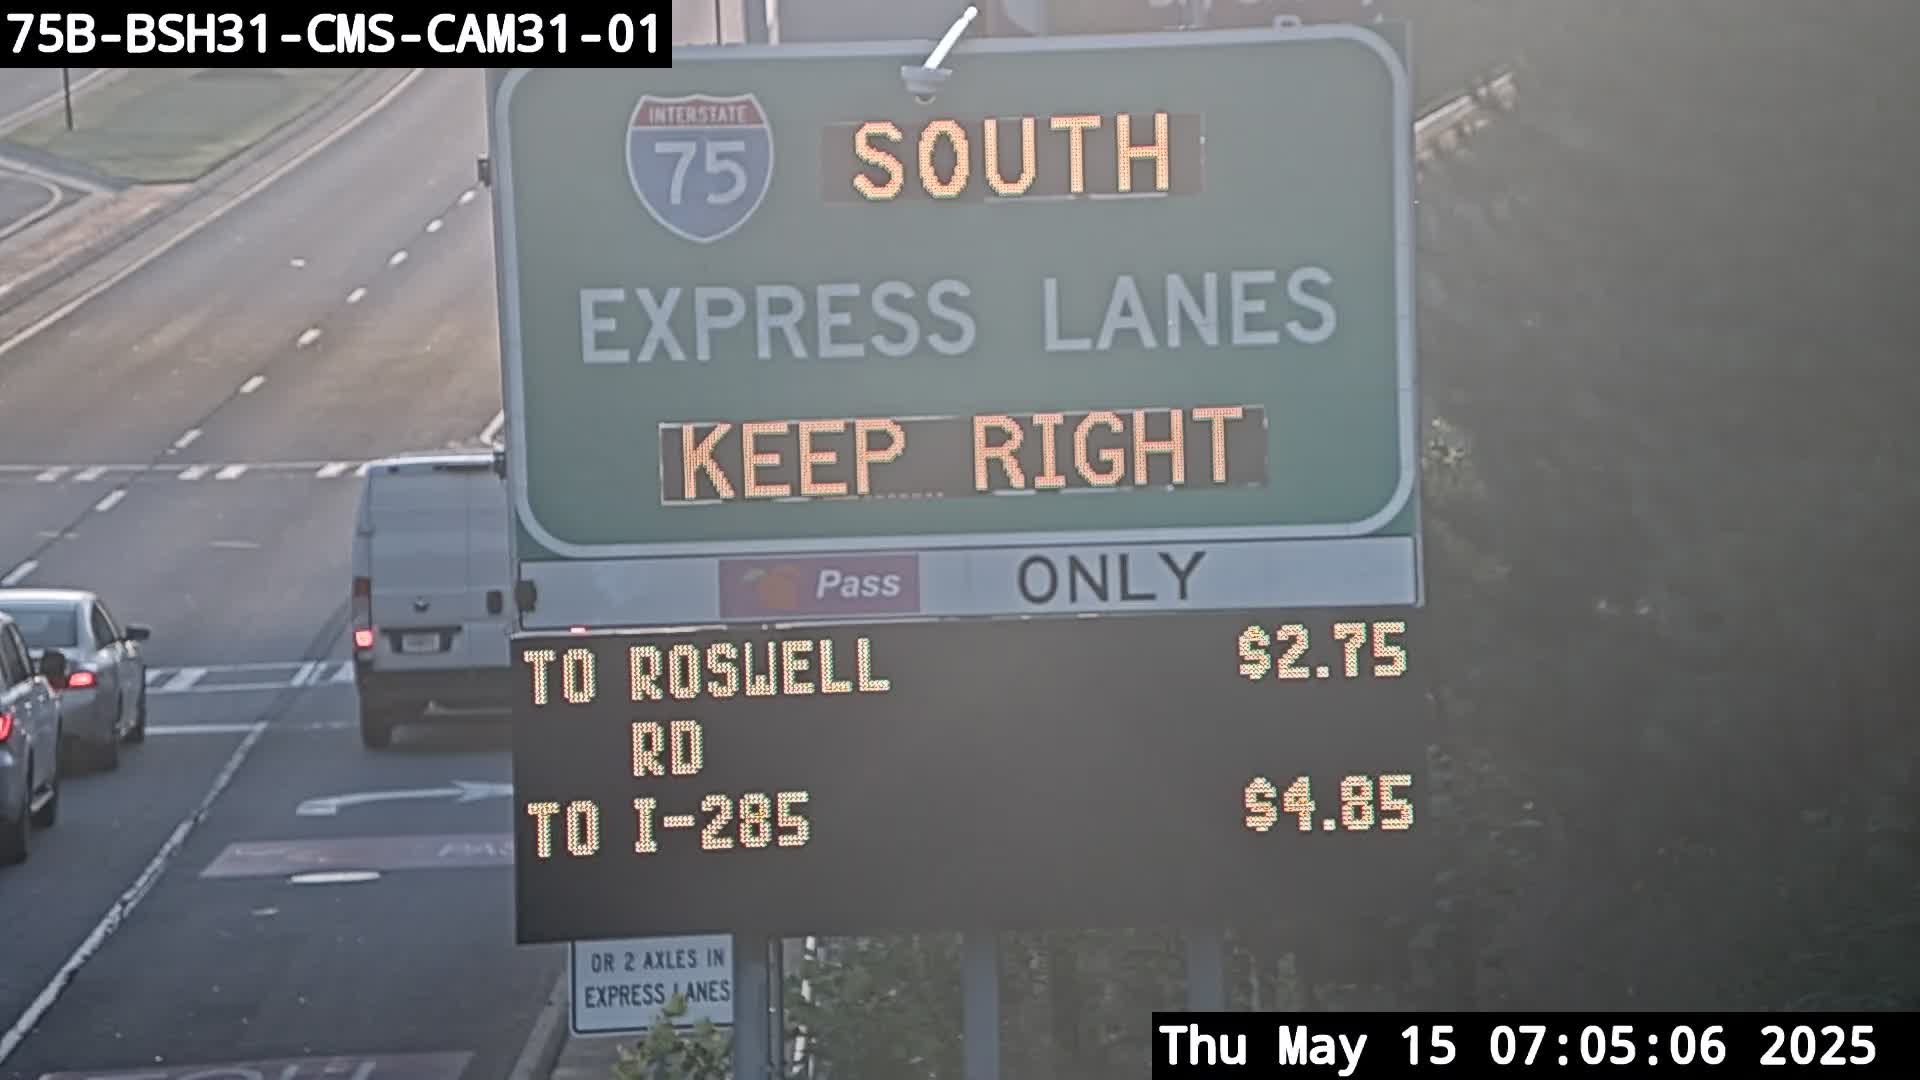 75B-BSH31-CMS-CAM31-01
INTERSTATE
75
SOUTH
EXPRESS LANES
KEEP RIGHT
Pass ONLY
TO ROSWELL $2.75
RD
TO I-285 $4.85
OR 2 AXLES IN
EXPRESS LANES
Thu May 15 07:05:06 2025